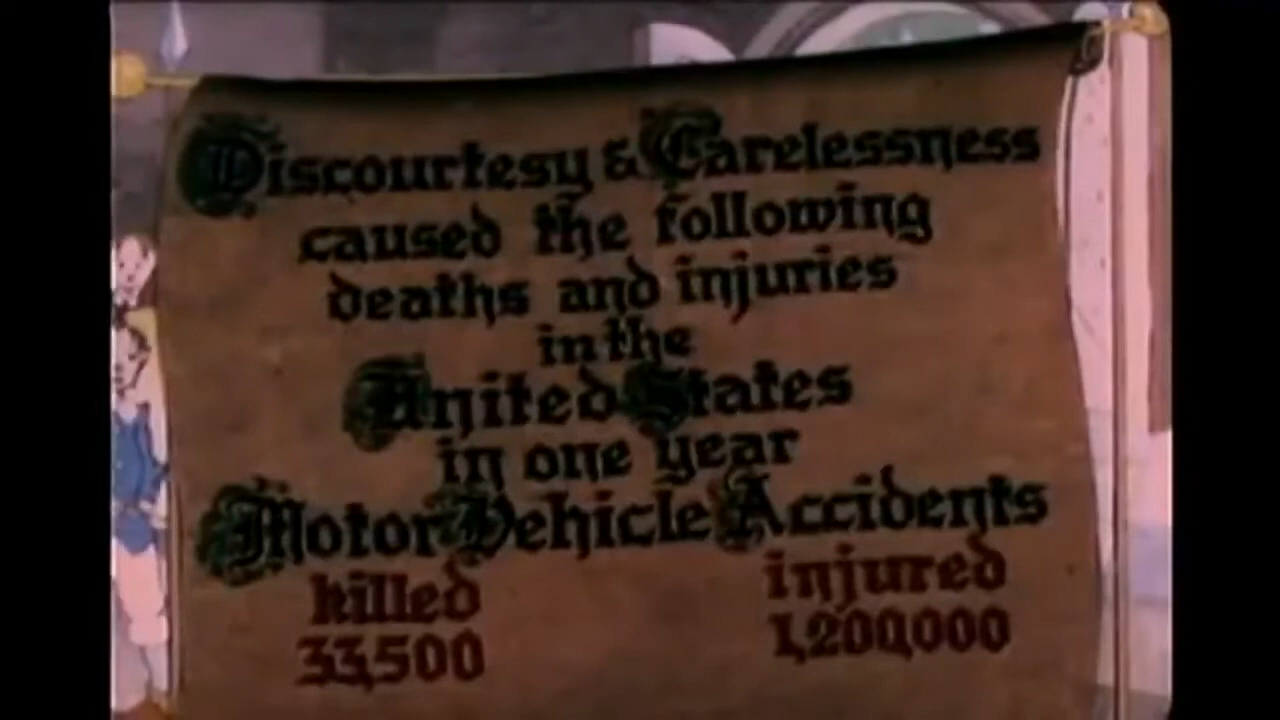 Discourtesy & Carelessness
caused the following
deaths and injuries
in the
United States
in one year
Motor Vehicle Accidents
killed injured
33,500 1,200,000